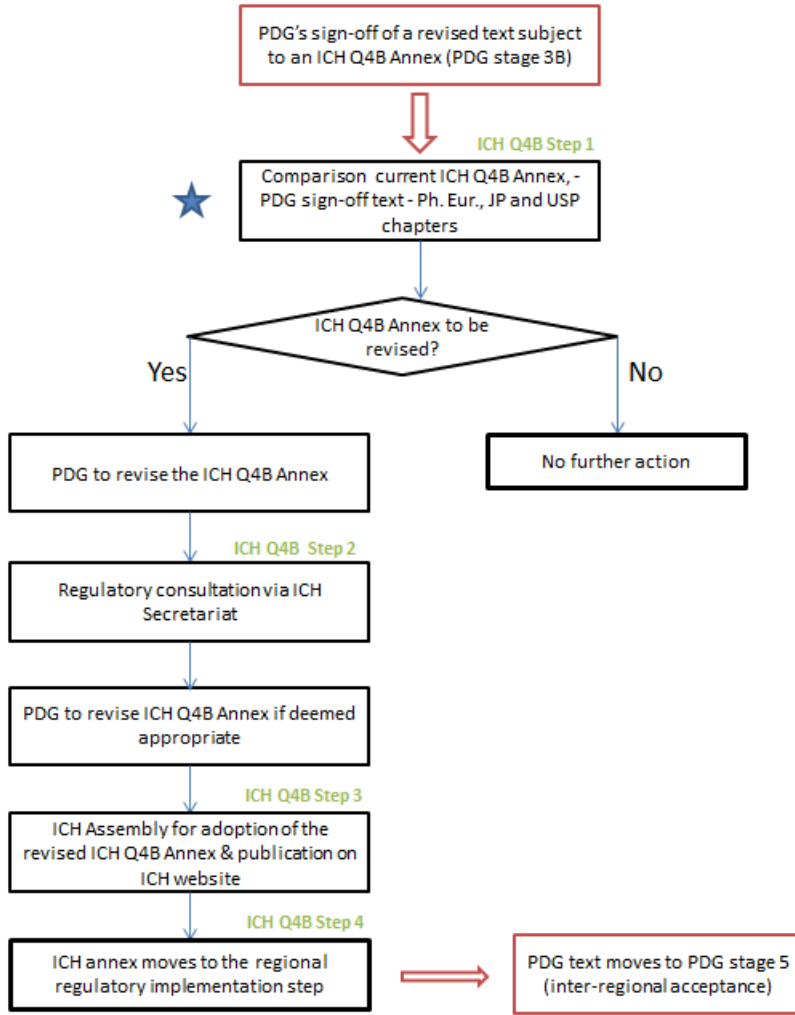 PDG's sign-off of a revised text subject
to an ICH Q4B Annex (PDG stage 3B)
ICH Q4B Step 1
Comparison current ICH Q4B Annex, -
PDG sign-off text - Ph. Eur., JP and USP
chapters
ICH Q4B Annex to be
revised?
Yes
No
PDG to revise the ICH Q4B Annex
No further action
ICH Q4B Step 2
Regulatory consultation via ICH
Secretariat
PDG to revise ICH Q4B Annex if deemed
appropriate
ICH Q4B Step 3
ICH Assembly for adoption of the
revised ICH Q4B Annex & publication on
ICH website
ICH Q4B Step 4
ICH annex moves to the regional
regulatory implementation step
PDG text moves to PDG stage 5
(inter-regional acceptance)